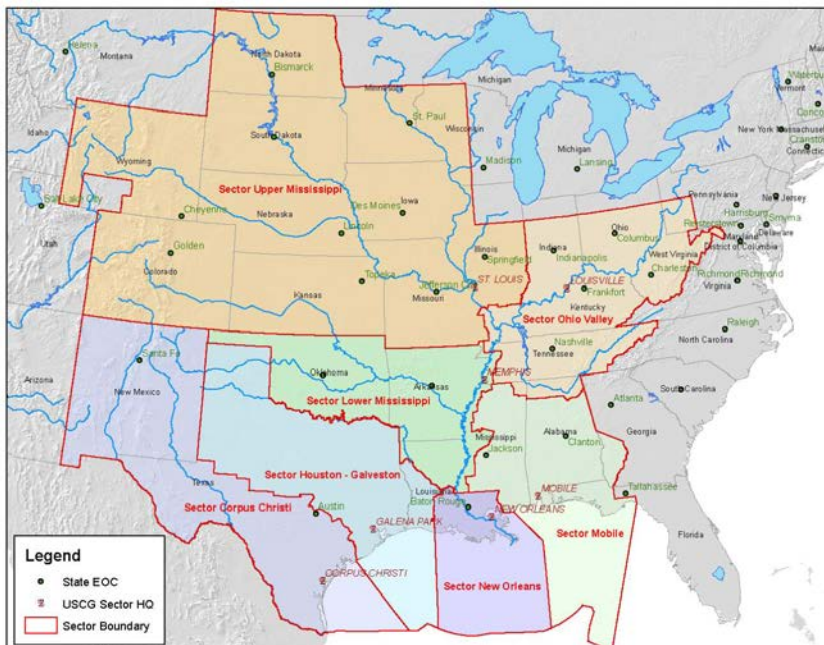 Helena
Montana
North Dakota
Bismarck
Minnesota
Michigan
Vermont
New York
Massachusetts
Connecticut
Idaho
South Dakota
St. Paul
Wisconsin
Michigan
Madison
Lansing
Wyoming
Sector Upper Mississippi
Des Moines
Iowa
Pennsylvania
New Jersey
Harrisburg
Salt Lake City
Cheyenne
Nebraska
Lincoln
Ohio
Columbus
Reisterstown
Smyrna
Maryland
Delaware
District of Columbia
Utah
Golden
Colorado
Illinois
Springfield
Indiana
Indianapolis
West Virginia
Charleston
Topeka
Jefferson City
ST. LOUIS
LOUISVILLE
Frankfort
Richmond
Richmond
Virginia
Kansas
Missouri
Kentucky
Sector Ohio Valley
Raleigh
North Carolina
Santa Fe
Nashville
Tennessee
Arizona
New Mexico
Oklahoma
Arkansas
MEMPHIS
South Carolina
Sector Lower Mississippi
Atlanta
Georgia
Mississippi
Alabama
Clanton
Jackson
Sector Houston - Galveston
Texas
Louisiana
MOBILE
Tallahassee
Sector Corpus Christi
Austin
Baton Rouge
NEW ORLEANS
GALENA PARK
Sector Mobile
Florida
CORPUS CHRISTI
Sector New Orleans
Legend
State EOC
USCG Sector HQ
Sector Boundary